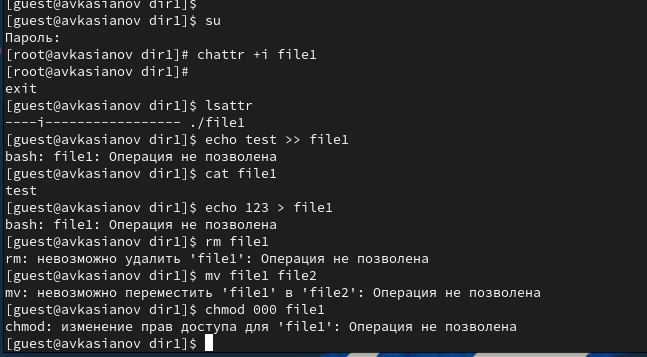 [guest@avkasianov dir1]$
[guest@avkasianov dir1]$ su
Пароль:
[root@avkasianov dir1]# chattr +i file1
[root@avkasianov dir1]#
exit
[guest@avkasianov dir1]$ lsattr
----i----------------- ./file1
[guest@avkasianov dir1]$ echo test >> file1
bash: file1: Операция не позволена
[guest@avkasianov dir1]$ cat file1
test
[guest@avkasianov dir1]$ echo 123 > file1
bash: file1: Операция не позволена
[guest@avkasianov dir1]$ rm file1
rm: невозможно удалить 'file1': Операция не позволена
[guest@avkasianov dir1]$ mv file1 file2
mv: невозможно переместить 'file1' в 'file2': Операция не позволена
[guest@avkasianov dir1]$ chmod 000 file1
chmod: изменение прав доступа для 'file1': Операция не позволена
[guest@avkasianov dir1]$